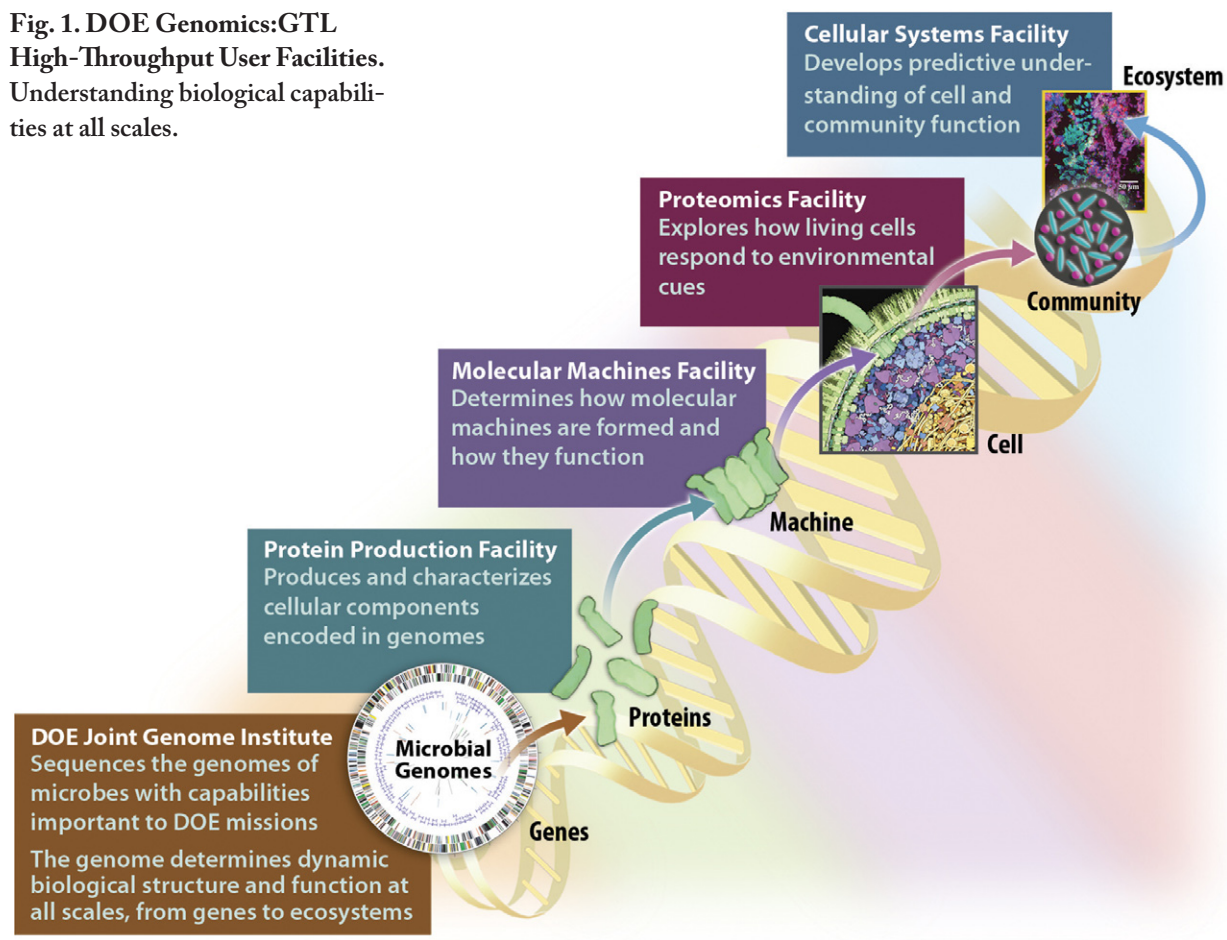 Fig. 1. DOE Genomics:GTL
High-Throughput User Facilities.
Understanding biological capabili-
ties at all scales.
Cellular Systems Facility
Develops predictive under-
standing of cell and
community function
Ecosystem
50 µm
Proteomics Facility
Explores how living cells
respond to environmental
cues
Community
Molecular Machines Facility
Determines how molecular
machines are formed and
how they function
Cell
Machine
Protein Production Facility
Produces and characterizes
cellular components
encoded in genomes
Proteins
DOE Joint Genome Institute
Sequences the genomes of
microbes with capabilities
important to DOE missions
The genome determines dynamic
biological structure and function at
all scales, from genes to ecosystems
Microbial
Genomes
Genes